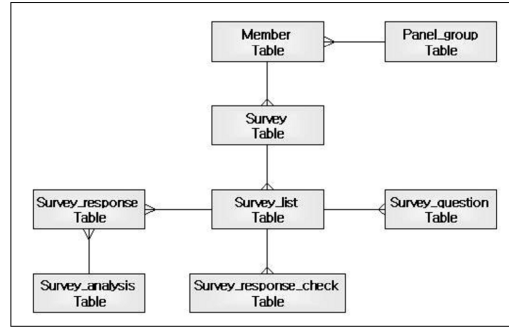 Member
Table
Panel_group
Table
Survey
Table
Survey_response
Table
Survey_list
Table
Survey_question
Table
Survey_analysis
Table
Survey_response_check
Table